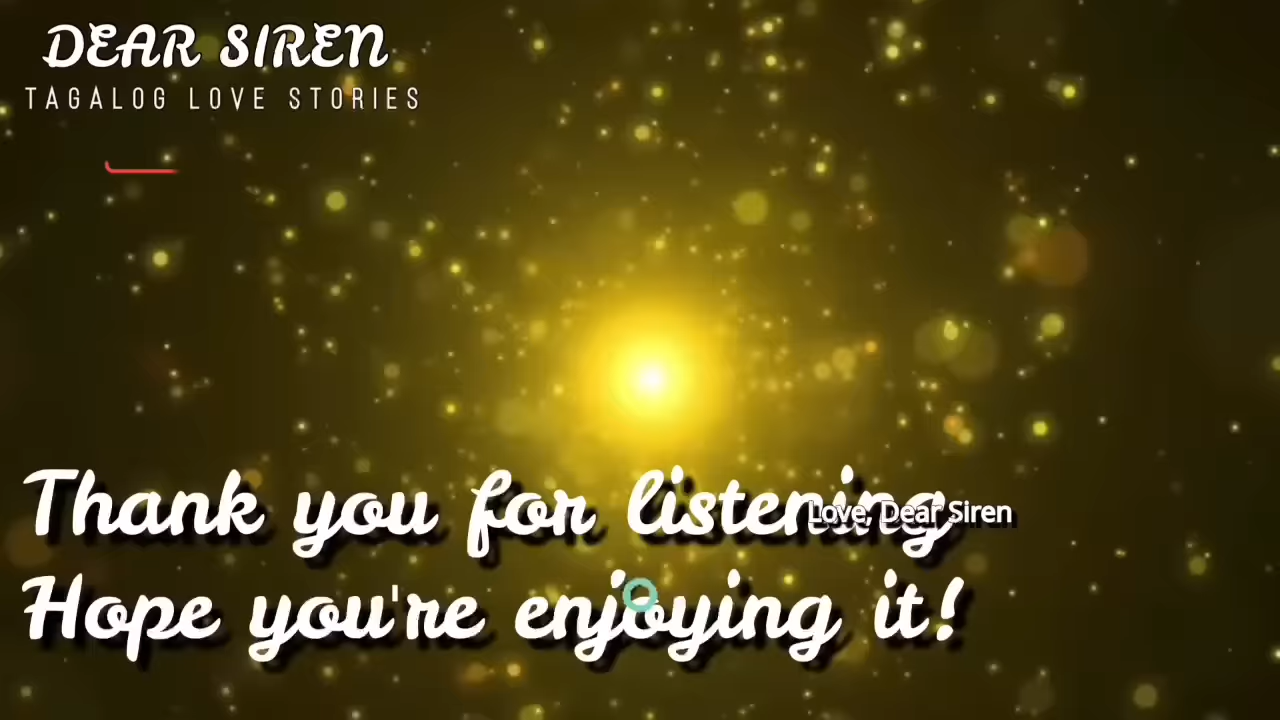 DEAR SIREN
TAGALOG LOVE STORIES
Thank you for listening
Love, Dear Siren
Hope you're enjoying it!